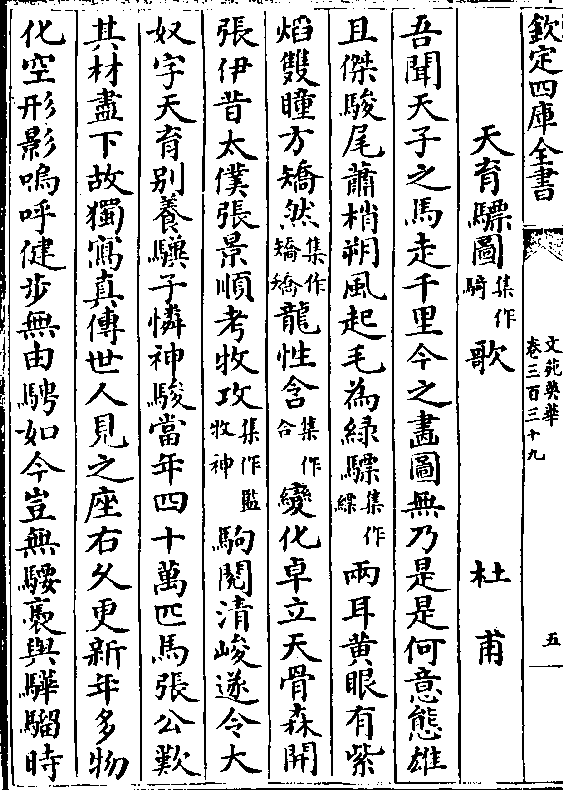 欽定四庫全書
文苑英華
卷三百三十九
五
天育驃圖集作騎歌　杜甫
吾聞天子之馬走千里今之畫圖無乃是是何意態雄
且傑駿尾蕭梢朔風起毛為緑驃集作縹兩耳黄眼有紫
熖雙瞳方矯然集作矯矯龍性含集作合變化卓立天骨森開
張伊昔太僕張景順考牧攻集作監牧神駒閱清峻遂令大
奴字天育别養驥子憐神駿當年四十萬匹馬張公歎
其材盡下故獨寫真傳世人見之座右久更新年多物
化空形影嗚呼健步無由騁如今豈無騕褭與驊騮時